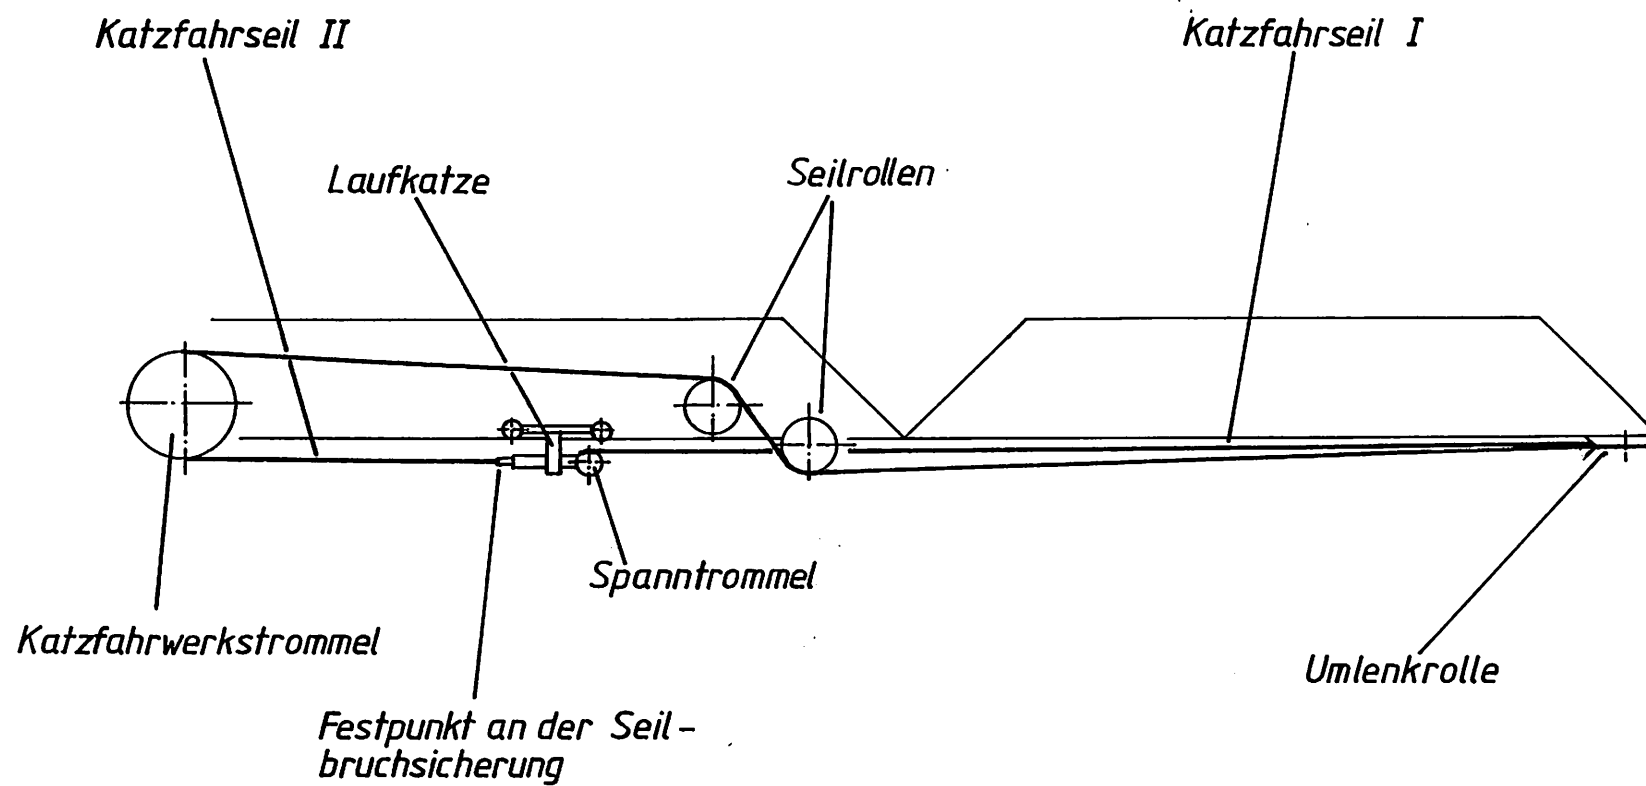 Katzfahrseil II
Katzfahrseil I
Laufkatze
Seilrollen
Spanntrommel
Katzfahrwerkstrommel
Umlenkrolle
Festpunkt an der Seil-
bruchsicherung